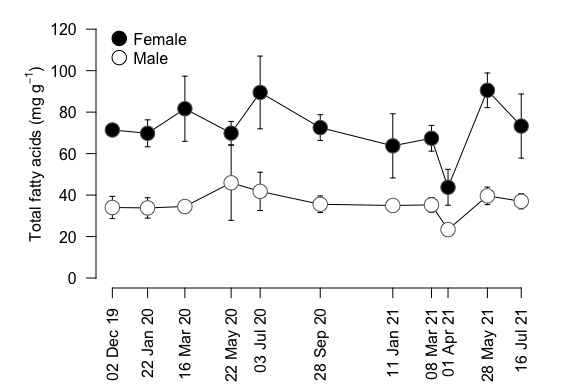 Total fatty acids (mg g⁻¹)
120
100
80
60
40
20
0
Female
Male
02 Dec 19
22 Jan 20
16 Mar 20
22 May 20
03 Jul 20
28 Sep 20
11 Jan 21
08 Mar 21
01 Apr 21
28 May 21
16 Jul 21